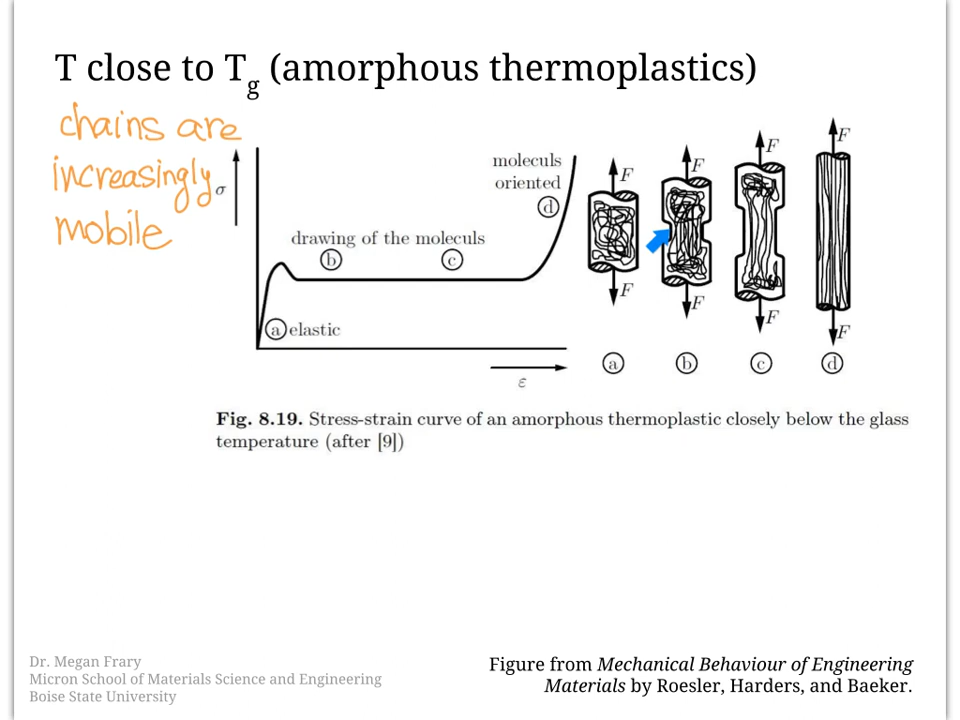 T close to Tg (amorphous thermoplastics)
chains are
increasingly
mobile
σ
moleculs
oriented
d
drawing of the moleculs
b
c
a elastic
ε
F
F
F
F
F
F
F
F
a
b
c
d
Fig. 8.19. Stress-strain curve of an amorphous thermoplastic closely below the glass
temperature (after [9])
Dr. Megan Frary
Micron School of Materials Science and Engineering
Boise State University
Figure from Mechanical Behaviour of Engineering
Materials by Roesler, Harders, and Baeker.